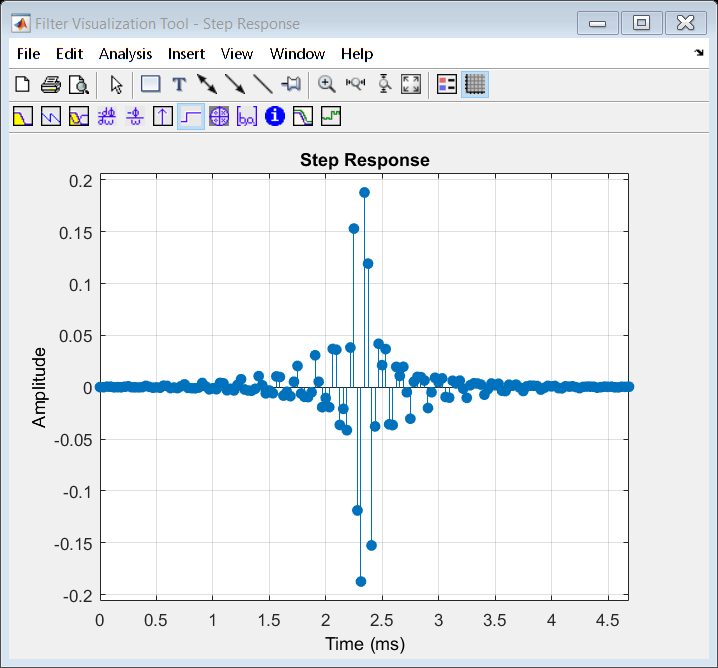 Filter Visualization Tool - Step Response
File Edit Analysis Insert View Window Help
Step Response
0.2
0.15
0.1
0.05
0
-0.05
-0.1
-0.15
-0.2
Amplitude
0 0.5 1 1.5 2 2.5 3 3.5 4 4.5
Time (ms)